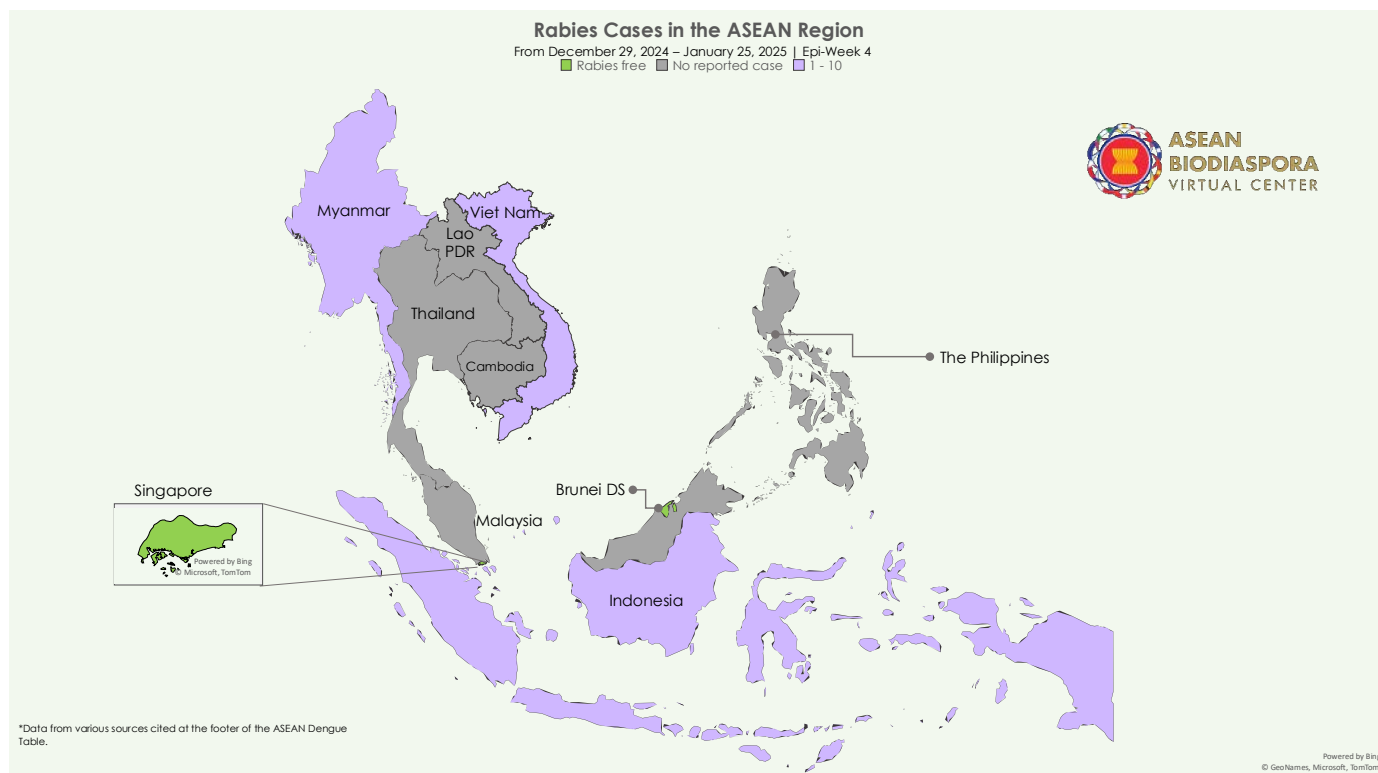 Rabies Cases in the ASEAN Region
From December 29, 2024 – January 25, 2025 | Epi-Week 4
Rabies free No reported case 1 - 10
ASEAN
BIODIASPORA
VIRTUAL CENTER
Myanmar
Viet Nam
Lao
PDR
Thailand
Cambodia
The Philippines
Singapore
Brunei DS
Malaysia
Powered by Bing
© Microsoft, TomTom
Indonesia
*Data from various sources cited at the footer of the ASEAN Dengue
Table.
Powered by Bing
© GeoNames, Microsoft, TomTom